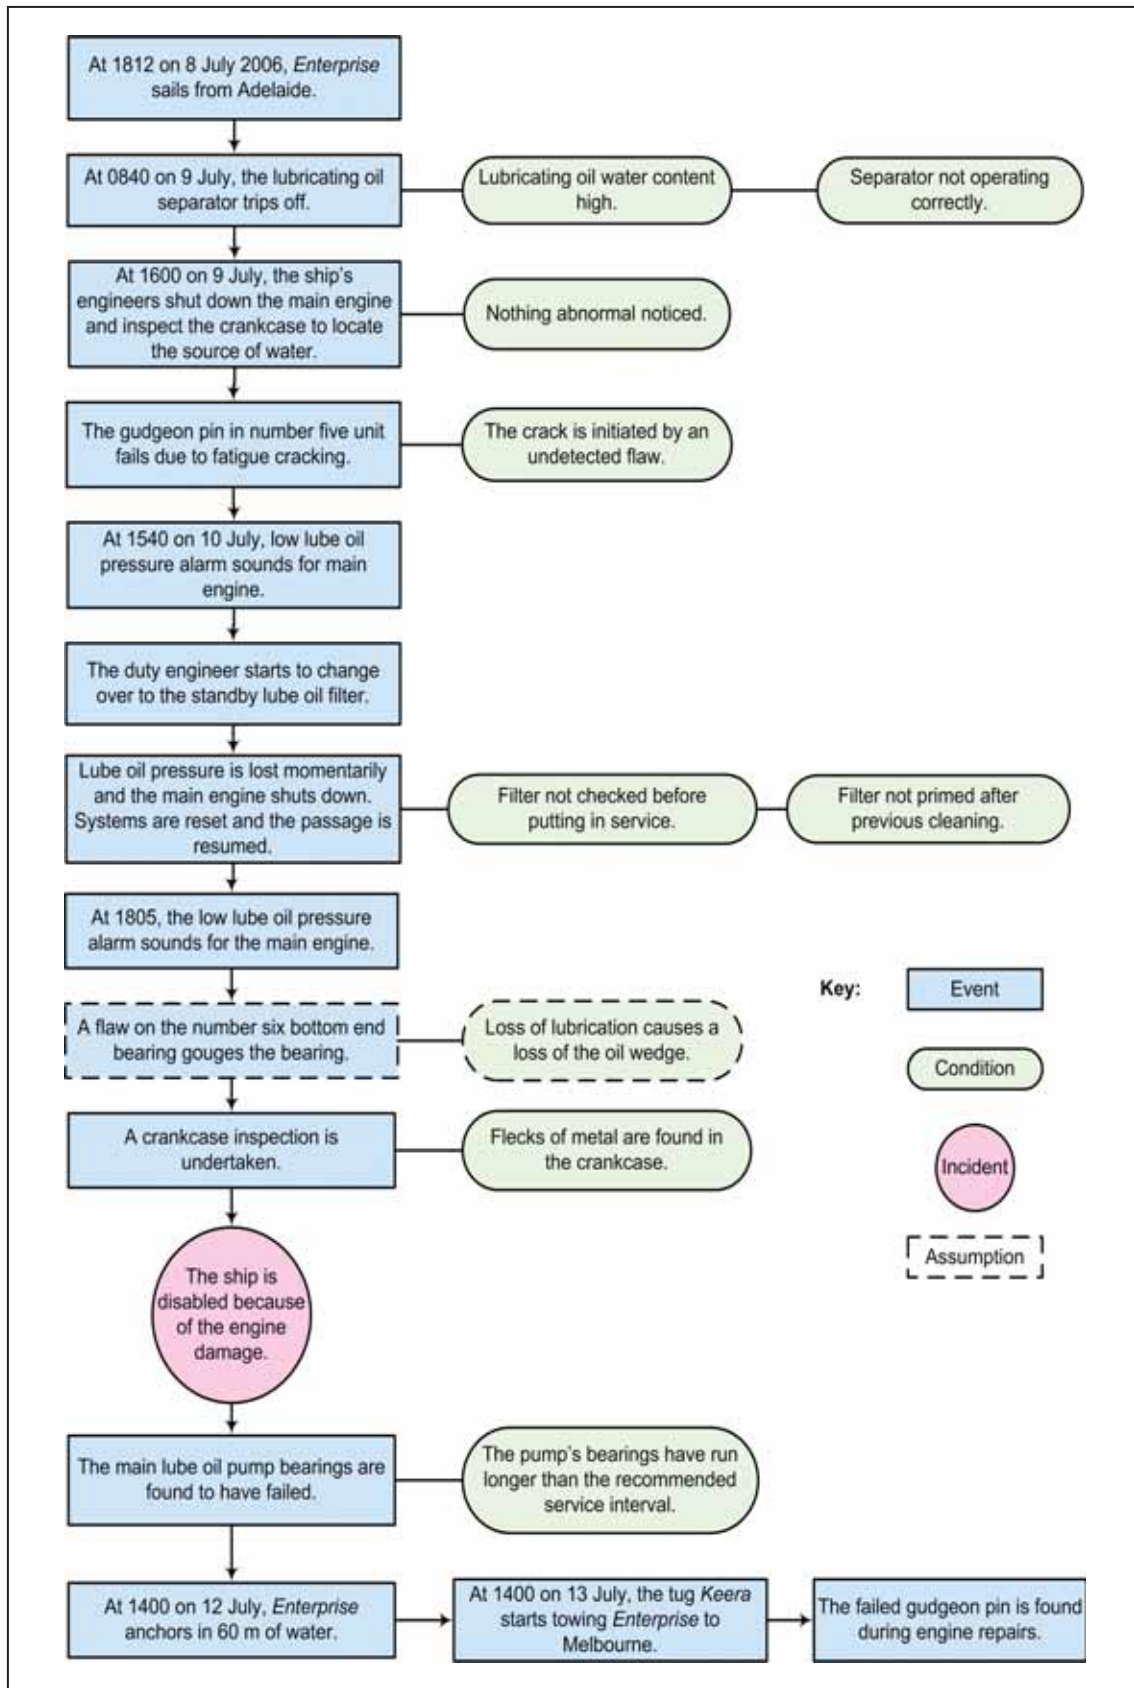 At 1812 on 8 July 2006, Enterprise
sails from Adelaide.
At 0840 on 9 July, the lubricating oil
separator trips off.
Lubricating oil water content
high.
Separator not operating
correctly.
At 1600 on 9 July, the ship's
engineers shut down the main engine
and inspect the crankcase to locate
the source of water.
Nothing abnormal noticed.
The gudgeon pin in number five unit
fails due to fatigue cracking.
The crack is initiated by an
undetected flaw.
At 1540 on 10 July, low lube oil
pressure alarm sounds for main
engine.
The duty engineer starts to change
over to the standby lube oil filter.
Lube oil pressure is lost momentarily
and the main engine shuts down.
Systems are reset and the passage is
resumed.
Filter not checked before
putting in service.
Filter not primed after
previous cleaning.
At 1805, the low lube oil pressure
alarm sounds for the main engine.
A flaw on the number six bottom end
bearing gouges the bearing.
Loss of lubrication causes a
loss of the oil wedge.
A crankcase inspection is
undertaken.
Flecks of metal are found in
the crankcase.
The ship is
disabled because
of the engine
damage.
The main lube oil pump bearings are
found to have failed.
The pump's bearings have run
longer than the recommended
service interval.
At 1400 on 12 July, Enterprise
anchors in 60 m of water.
At 1400 on 13 July, the tug Keera
starts towing Enterprise to
Melbourne.
The failed gudgeon pin is found
during engine repairs.
Key:
Event
Condition
Incident
Assumption